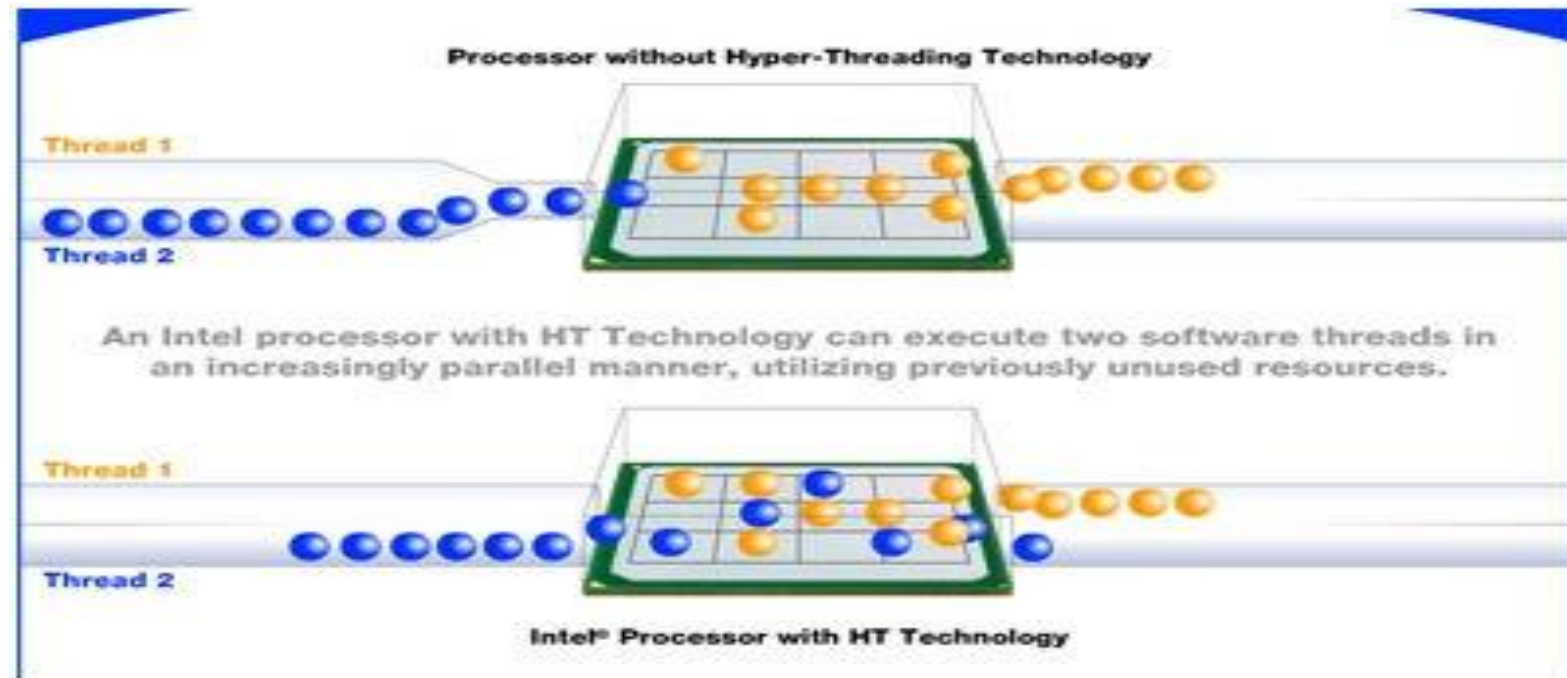 Processor without Hyper-Threading Technology
Thread 1
Thread 2
An Intel processor with HT Technology can execute two software threads in
an increasingly parallel manner, utilizing previously unused resources.
Thread 1
Thread 2
Intel® Processor with HT Technology